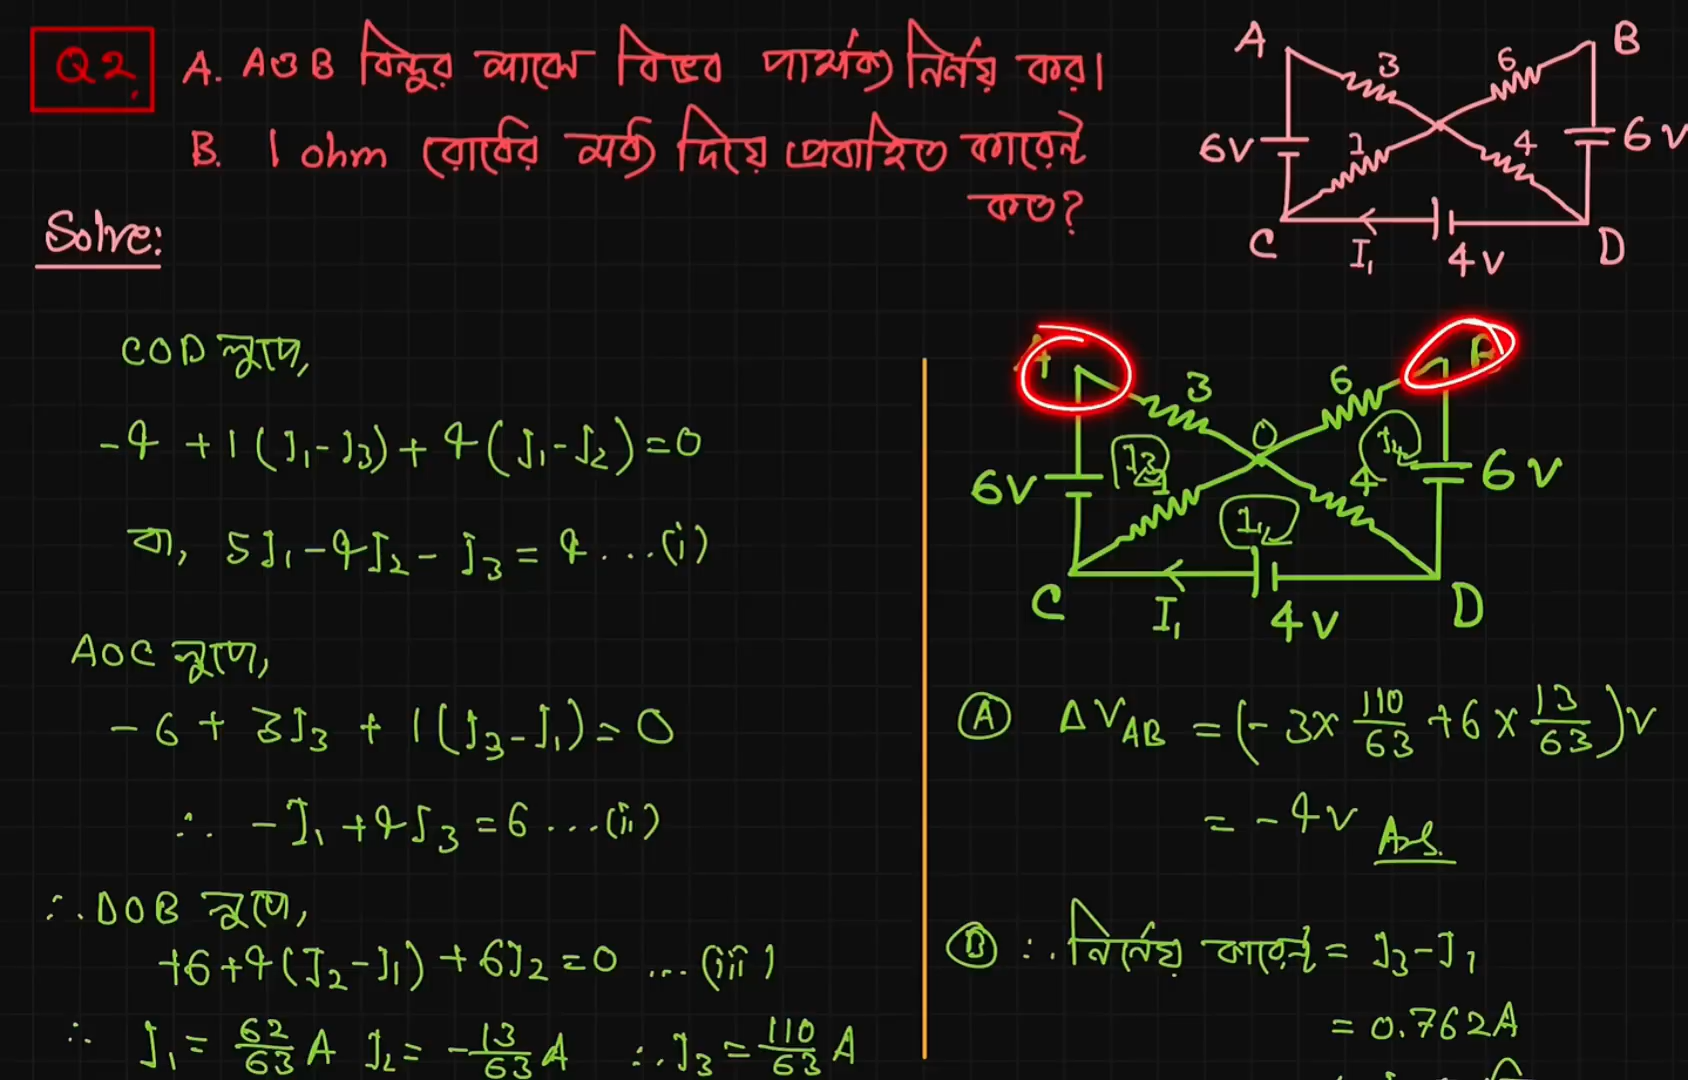 Q2. A. A ও B বিন্দুর মাঝে বিভব পার্থক্য নির্ণয় কর।
B. 1 ohm রোধের মধ্য দিয়ে প্রবাহিত কারেন্ট
কত?
A 3 6 B
6v 1 4 6v
C I₁ 4v D
Solve:
COD লুপে,
-4 + 1(I₁-I₃) + 4(I₁-I₂) = 0
বা, 5I₁ - 4I₂ - I₃ = 4 ...(i)
AOC লুপে,
-6 + 3I₃ + 1(I₃-I₁) = 0
∴ -I₁ + 4I₃ = 6 ...(ii)
∴ DOB লুপে,
+6+4(I₂-I₁) + 6I₂ = 0 ...(iii)
∴ I₁ = 62/63 A I₂ = -13/63 A ∴ I₃ = 110/63 A
3 6
O
6v I₃ 1 4 6v
C I₁ 4v D
Ⓐ ΔV_AB = (-3× 110/63 + 6 × 13/63)v
= -4v Ans.
Ⓑ ∴ নির্ণেয় কারেন্ট = I₃-I₁
= 0.762A